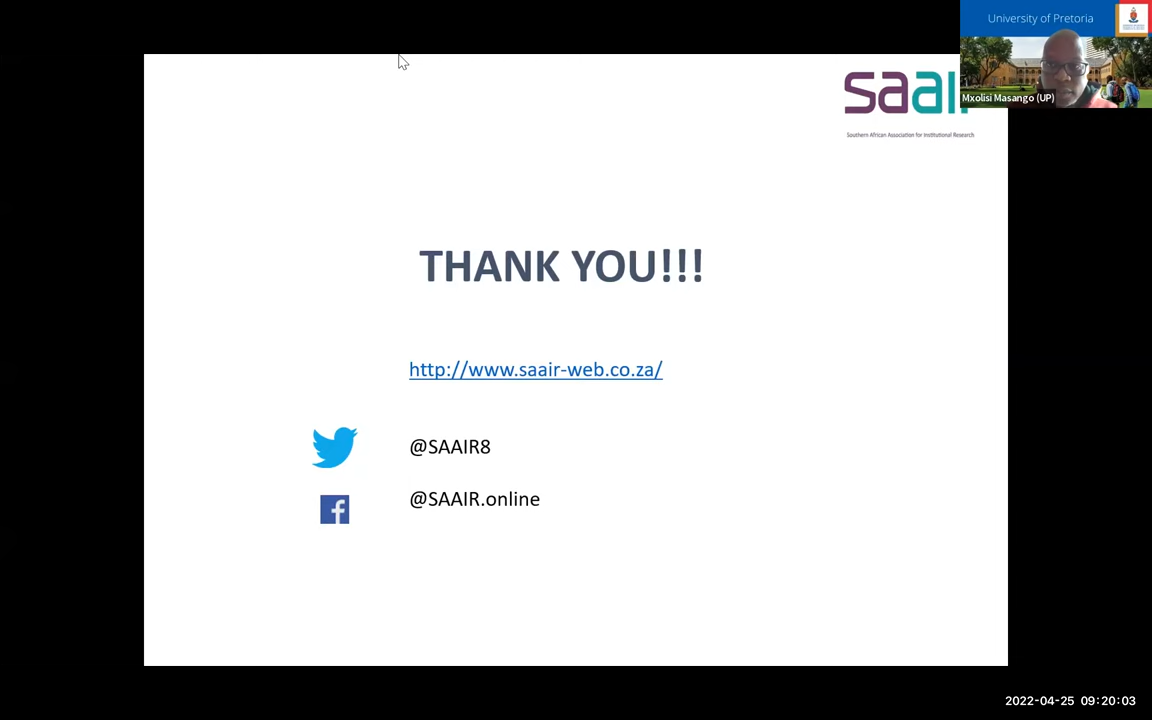 University of Pretoria
Mxolisi Masango (UP)
saair
Southern African Association for Institutional Research
THANK YOU!!!
http://www.saair-web.co.za/
@SAAIR8
@SAAIR.online
2022-04-25 09:20:03